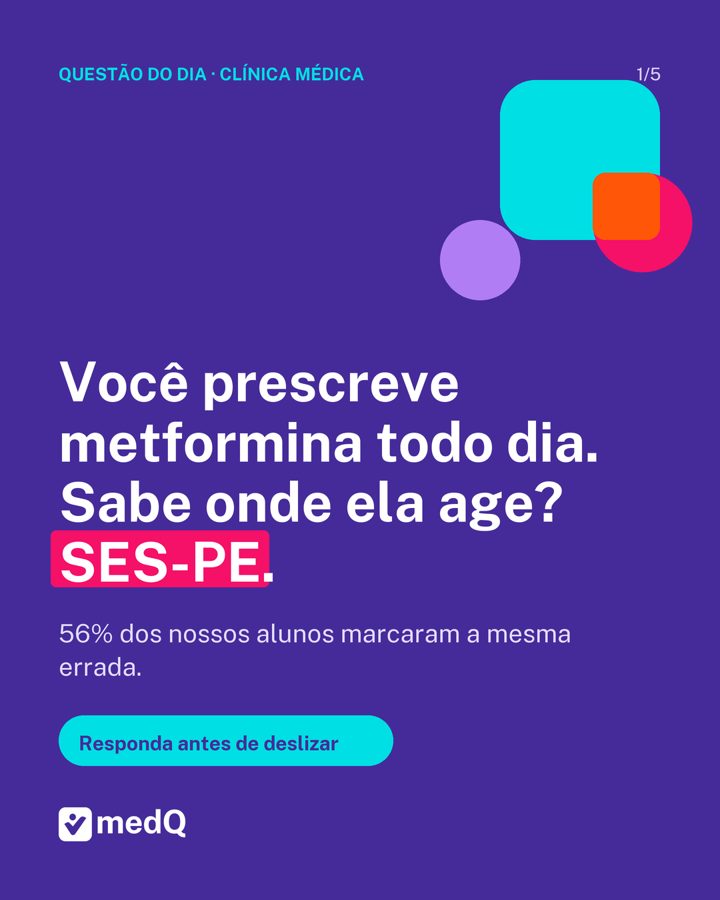 QUESTÃO DO DIA · CLÍNICA MÉDICA
1/5
Você prescreve
metformina todo dia.
Sabe onde ela age?
SES-PE.
56% dos nossos alunos marcaram a mesma
errada.
Responda antes de deslizar
medQ